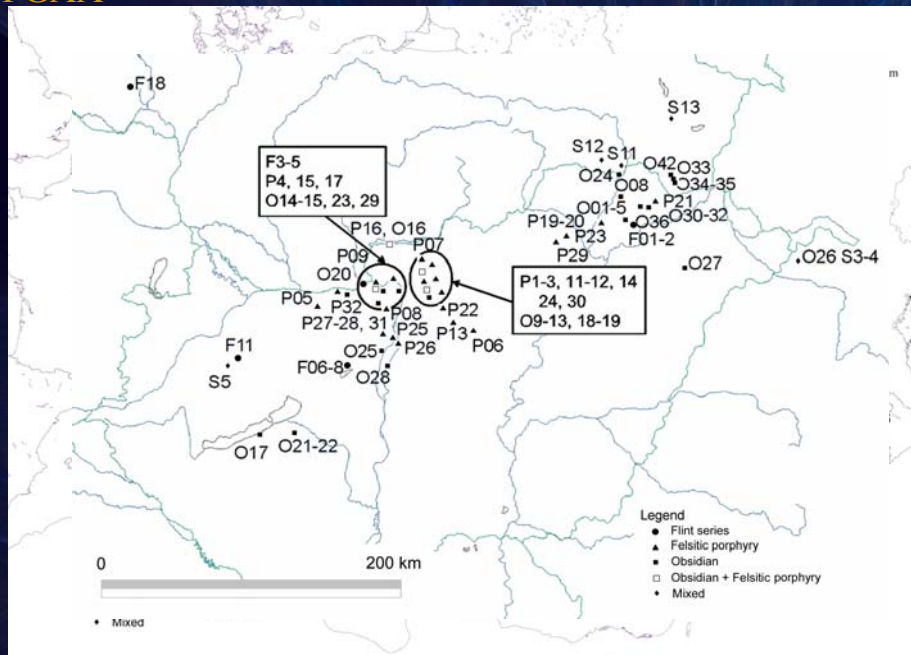 F18
S13
F3-5
P4, 15, 17
O14-15, 23, 29
S12
S11
O42
O33
O24
O34-35
O08
P21
O01-5
O30-32
P16, O16
P07
P19-20
P23
O36
F01-2
P29
P09
O20
O27
O26 S3-4
P1-3, 11-12, 14
24, 30
O9-13, 18-19
P05
P32
P08
P22
P27-28, 31
P25
P13
P06
F11
P26
O25
F06-8
S5
O28
O17
O21-22
Legend
Flint series
Felsitic porphyry
Obsidian
Obsidian + Felsitic porphyry
Mixed
0
200 km
Mixed
m